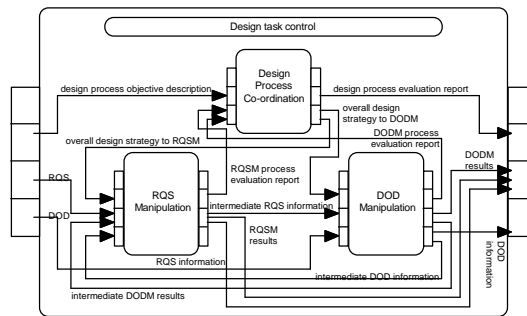 Design task control
Design
Process
Co-ordination
design process objective description
design process evaluation report
overall design
strategy to DODM
DODM process
evaluation report
overall design strategy to RQSM
DODM
results
RQSM process
evaluation report
RQS
RQS
Manipulation
DOD
Manipulation
intermediate RQS information
DOD
RQSM
results
RQS information
intermediate DOD information
DOD
information
intermediate DODM results